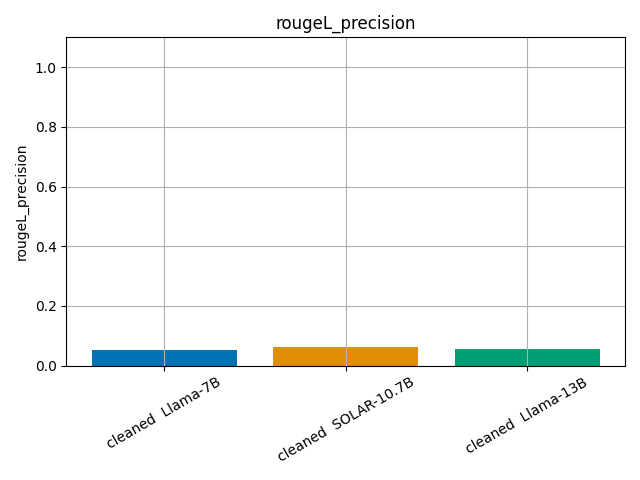 rougeL_precision
rougeL_precision
1.0
0.8
0.6
0.4
0.2
0.0
cleaned  Llama-7B
cleaned  SOLAR-10.7B
cleaned  Llama-13B